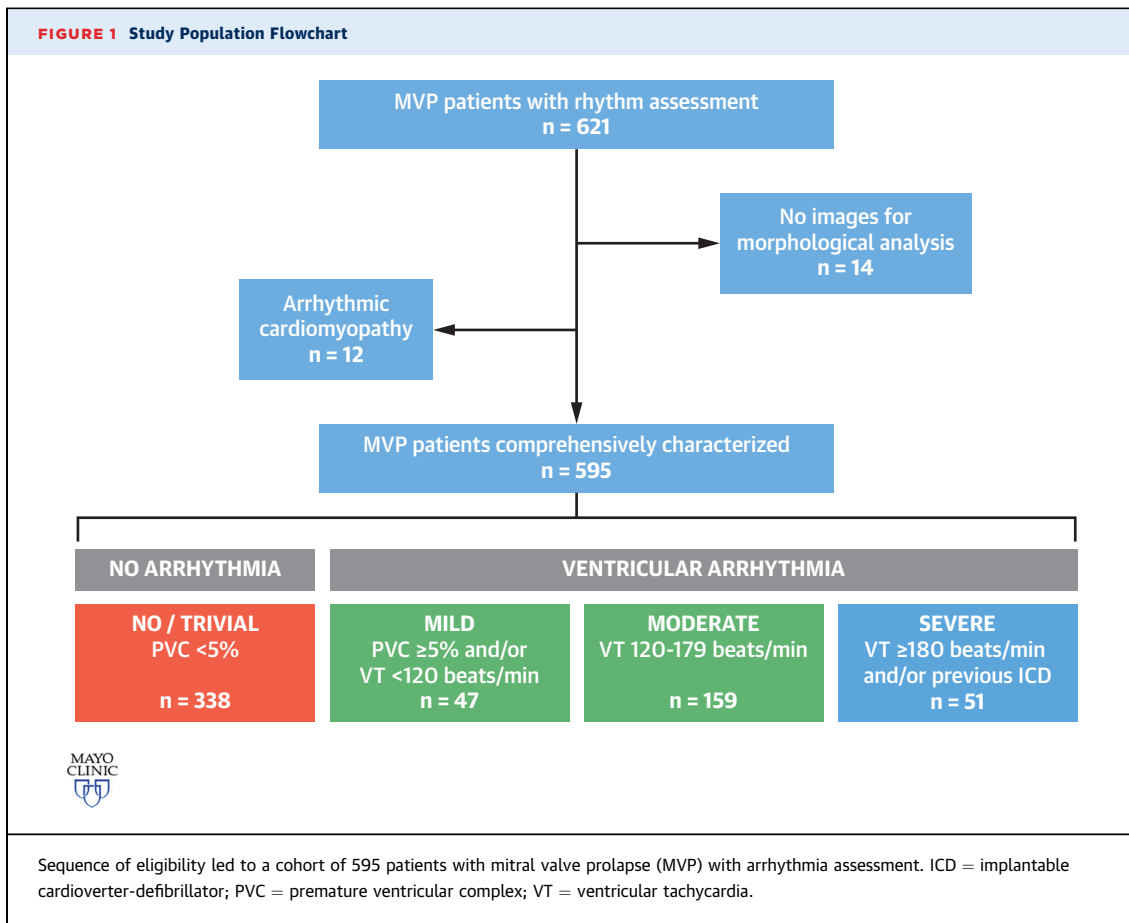 FIGURE 1 Study Population Flowchart
MVP patients with rhythm assessment
n = 621
No images for
morphological analysis
n = 14
Arrhythmic
cardiomyopathy
n = 12
MVP patients comprehensively characterized
n = 595
NO ARRHYTHMIA
VENTRICULAR ARRHYTHMIA
NO / TRIVIAL
PVC <5%
n = 338
MILD
PVC ≥5% and/or
VT <120 beats/min
n = 47
MODERATE
VT 120-179 beats/min
n = 159
SEVERE
VT ≥180 beats/min
and/or previous ICD
n = 51
MAYO
CLINIC
Sequence of eligibility led to a cohort of 595 patients with mitral valve prolapse (MVP) with arrhythmia assessment. ICD = implantable
cardioverter-defibrillator; PVC = premature ventricular complex; VT = ventricular tachycardia.